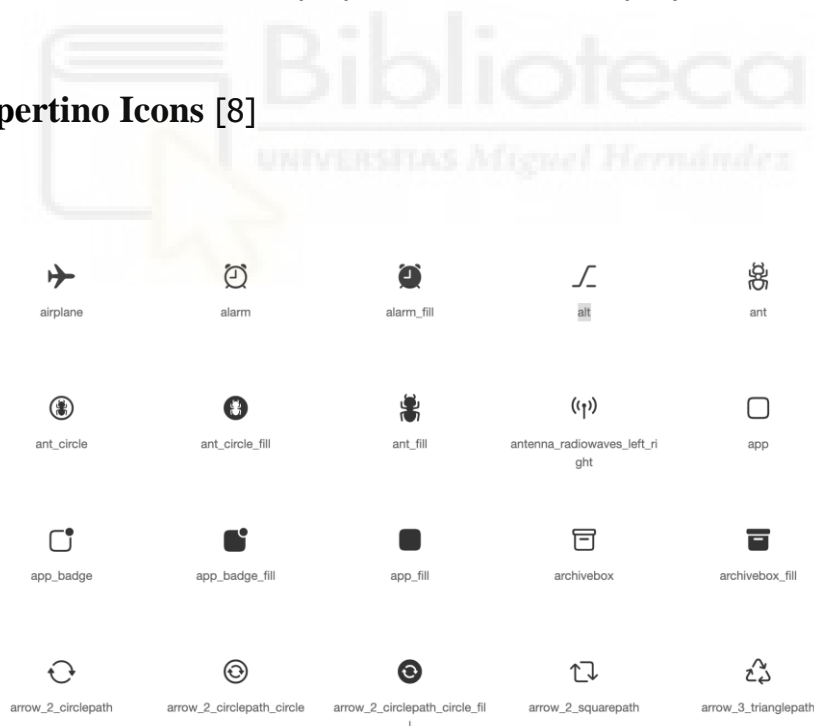 Biblioteca
pertino Icons [8]
UNIVERSITAS Miguel Hernández
airplane alarm alarm_fill alt ant
ant_circle ant_circle_fill ant_fill antenna_radiowaves_left_ri app
ght
app_badge app_badge_fill app_fill archivebox archivebox_fill
arrow_2_circlepath arrow_2_circlepath_circle arrow_2_circlepath_circle_fil arrow_2_squarepath arrow_3_trianglepath